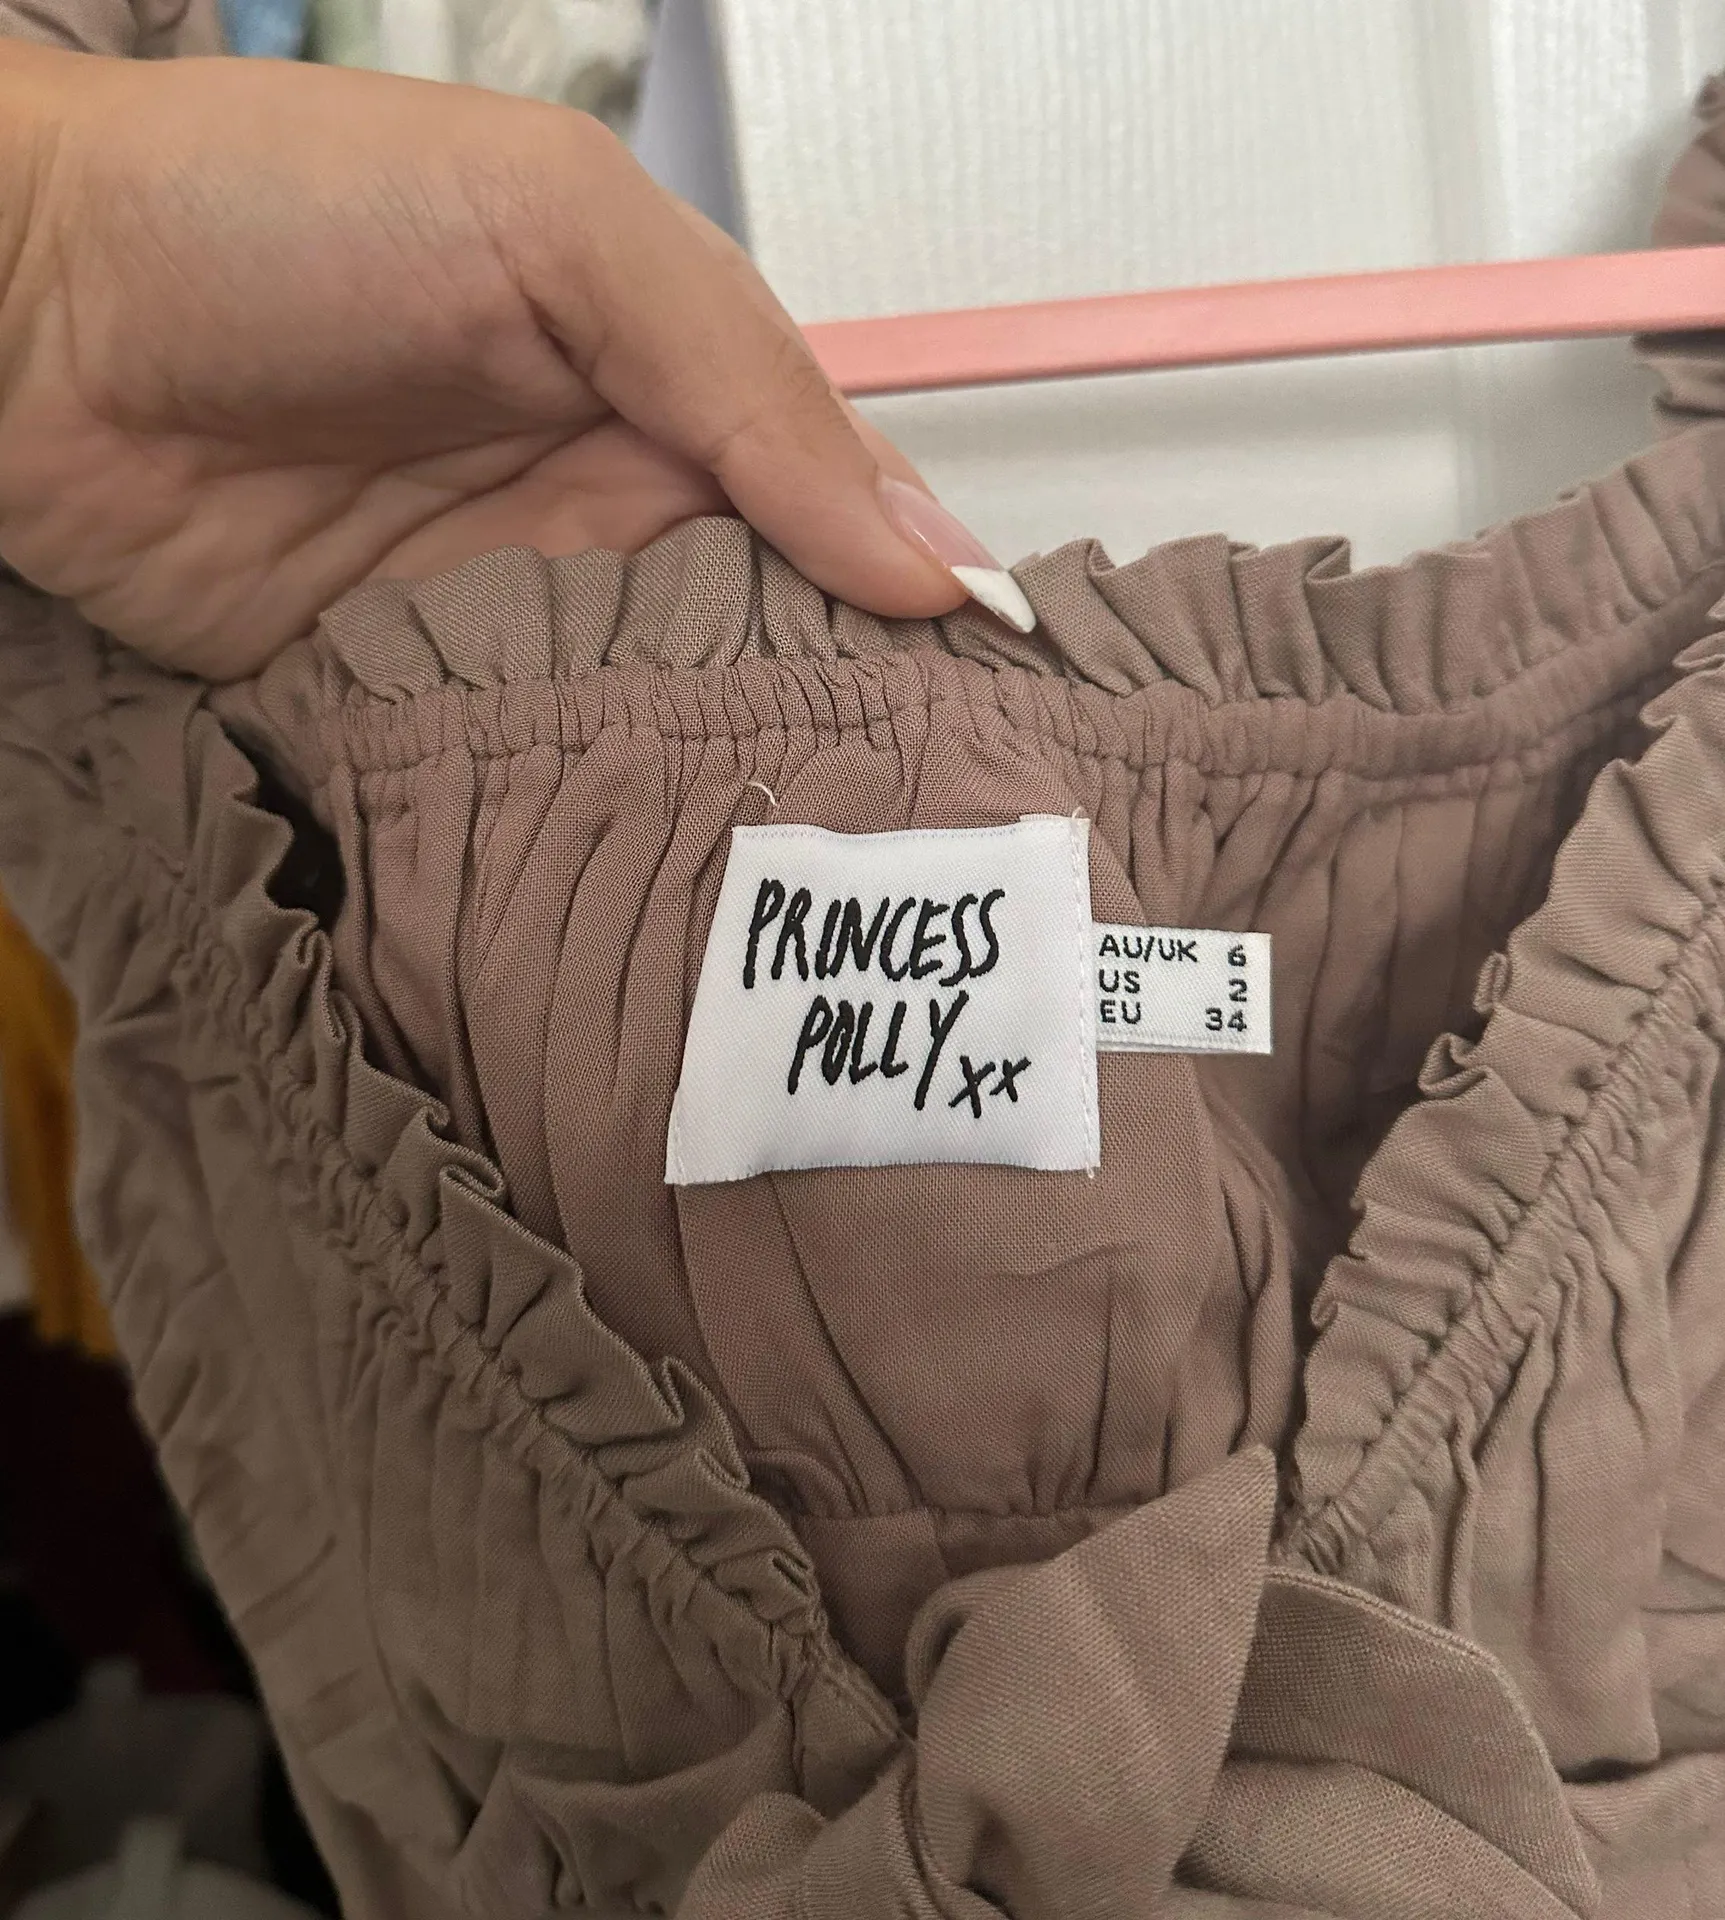 PRINCESS
POLLY xx
AU/UK 6
US 2
EU 34